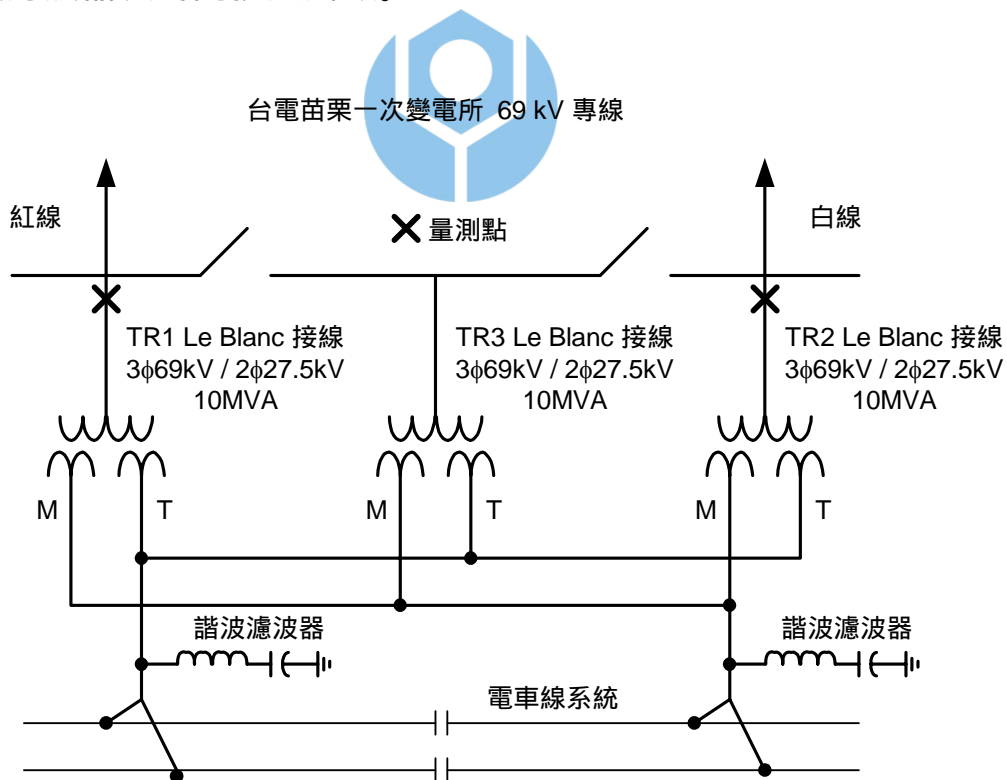 台電苗栗一次變電所 69 kV 專線
紅線
量測點
白線
TR1 Le Blanc 接線
3ϕ69kV / 2ϕ27.5kV
10MVA
TR3 Le Blanc 接線
3ϕ69kV / 2ϕ27.5kV
10MVA
TR2 Le Blanc 接線
3ϕ69kV / 2ϕ27.5kV
10MVA
M
T
M
T
M
T
諧波濾波器
諧波濾波器
電車線系統